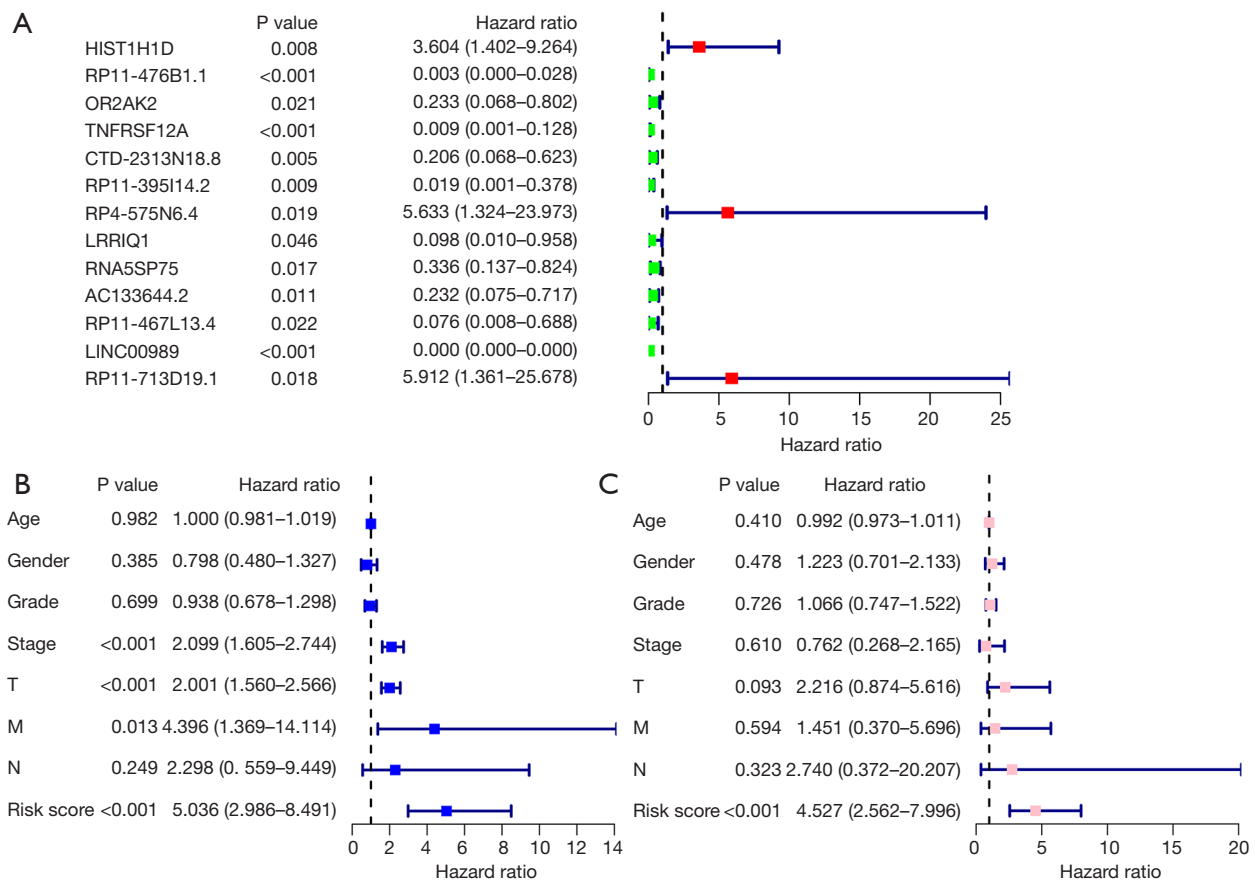 A
P value Hazard ratio
HIST1H1D 0.008 3.604 (1.402–9.264)
RP11-476B1.1 <0.001 0.003 (0.000–0.028)
OR2AK2 0.021 0.233 (0.068–0.802)
TNFRSF12A <0.001 0.009 (0.001–0.128)
CTD-2313N18.8 0.005 0.206 (0.068–0.623)
RP11-395I14.2 0.009 0.019 (0.001–0.378)
RP4-575N6.4 0.019 5.633 (1.324–23.973)
LRRIQ1 0.046 0.098 (0.010–0.958)
RNA5SP75 0.017 0.336 (0.137–0.824)
AC133644.2 0.011 0.232 (0.075–0.717)
RP11-467L13.4 0.022 0.076 (0.008–0.688)
LINC00989 <0.001 0.000 (0.000–0.000)
RP11-713D19.1 0.018 5.912 (1.361–25.678)
0 5 10 15 20 25
Hazard ratio
B
P value Hazard ratio
Age 0.982 1.000 (0.981–1.019)
Gender 0.385 0.798 (0.480–1.327)
Grade 0.699 0.938 (0.678–1.298)
Stage <0.001 2.099 (1.605–2.744)
T <0.001 2.001 (1.560–2.566)
M 0.013 4.396 (1.369–14.114)
N 0.249 2.298 (0. 559–9.449)
Risk score <0.001 5.036 (2.986–8.491)
0 2 4 6 8 10 12 14
Hazard ratio
C
P value Hazard ratio
Age 0.410 0.992 (0.973–1.011)
Gender 0.478 1.223 (0.701–2.133)
Grade 0.726 1.066 (0.747–1.522)
Stage 0.610 0.762 (0.268–2.165)
T 0.093 2.216 (0.874–5.616)
M 0.594 1.451 (0.370–5.696)
N 0.323 2.740 (0.372–20.207)
Risk score <0.001 4.527 (2.562–7.996)
0 5 10 15 20
Hazard ratio